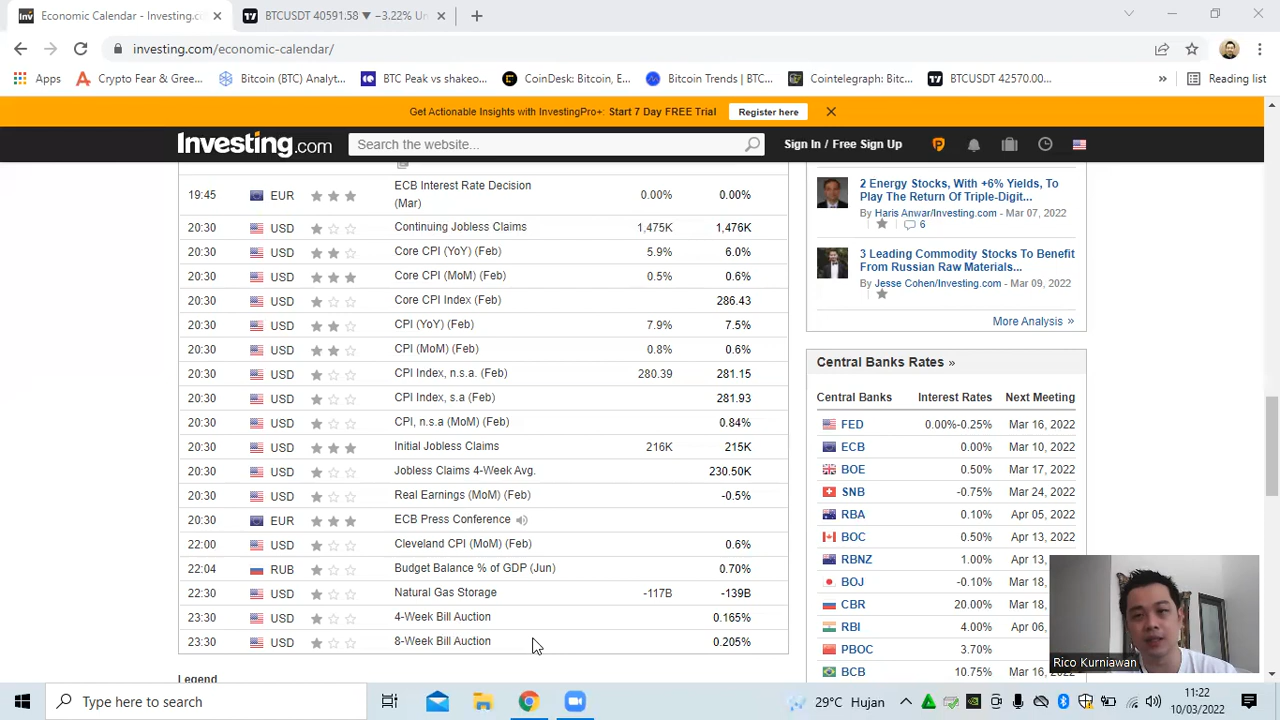 Economic Calendar - Investing.co
BTCUSDT 40591.58 ▼ −3.22% Un
investing.com/economic-calendar/
Apps
Crypto Fear & Gree...
Bitcoin (BTC) Analyt...
BTC Peak vs shakeo...
CoinDesk: Bitcoin, E...
Bitcoin Trends | BTC...
Cointelegraph: Bitc...
BTCUSDT 42570.00...
Reading list
Get Actionable Insights with InvestingPro+: Start 7 Day FREE Trial
Register here
Investing.com
Search the website...
Sign In / Free Sign Up
19:45 EUR ECB Interest Rate Decision (Mar) 0.00% 0.00%
20:30 USD Continuing Jobless Claims 1,475K 1,476K
20:30 USD Core CPI (YoY) (Feb) 5.9% 6.0%
20:30 USD Core CPI (MoM) (Feb) 0.5% 0.6%
20:30 USD Core CPI Index (Feb) 286.43
20:30 USD CPI (YoY) (Feb) 7.9% 7.5%
20:30 USD CPI (MoM) (Feb) 0.8% 0.6%
20:30 USD CPI Index, n.s.a. (Feb) 280.39 281.15
20:30 USD CPI Index, s.a (Feb) 281.93
20:30 USD CPI, n.s.a (MoM) (Feb) 0.84%
20:30 USD Initial Jobless Claims 216K 215K
20:30 USD Jobless Claims 4-Week Avg. 230.50K
20:30 USD Real Earnings (MoM) (Feb) -0.5%
20:30 EUR ECB Press Conference
22:00 USD Cleveland CPI (MoM) (Feb) 0.6%
22:04 RUB Budget Balance % of GDP (Jun) 0.70%
22:30 USD Natural Gas Storage -117B -139B
23:30 USD 4-Week Bill Auction 0.165%
23:30 USD 8-Week Bill Auction 0.205%
Legend
2 Energy Stocks, With +6% Yields, To
Play The Return Of Triple-Digit...
By Haris Anwar/Investing.com - Mar 07, 2022
6
3 Leading Commodity Stocks To Benefit
From Russian Raw Materials...
By Jesse Cohen/Investing.com - Mar 09, 2022
More Analysis »
Central Banks Rates »
Central Banks Interest Rates Next Meeting
FED 0.00%-0.25% Mar 16, 2022
ECB 0.00% Mar 10, 2022
BOE 0.50% Mar 17, 2022
SNB -0.75% Mar 24, 2022
RBA 0.10% Apr 05, 2022
BOC 0.50% Apr 13, 2022
RBNZ 1.00% Apr 13,
BOJ -0.10% Mar 18,
CBR 20.00% Mar 18,
RBI 4.00% Apr 06,
PBOC 3.70%
BCB 10.75% Mar 16, 2022
Rico Kurniawan
Type here to search
29°C Hujan
11:22
10/03/2022